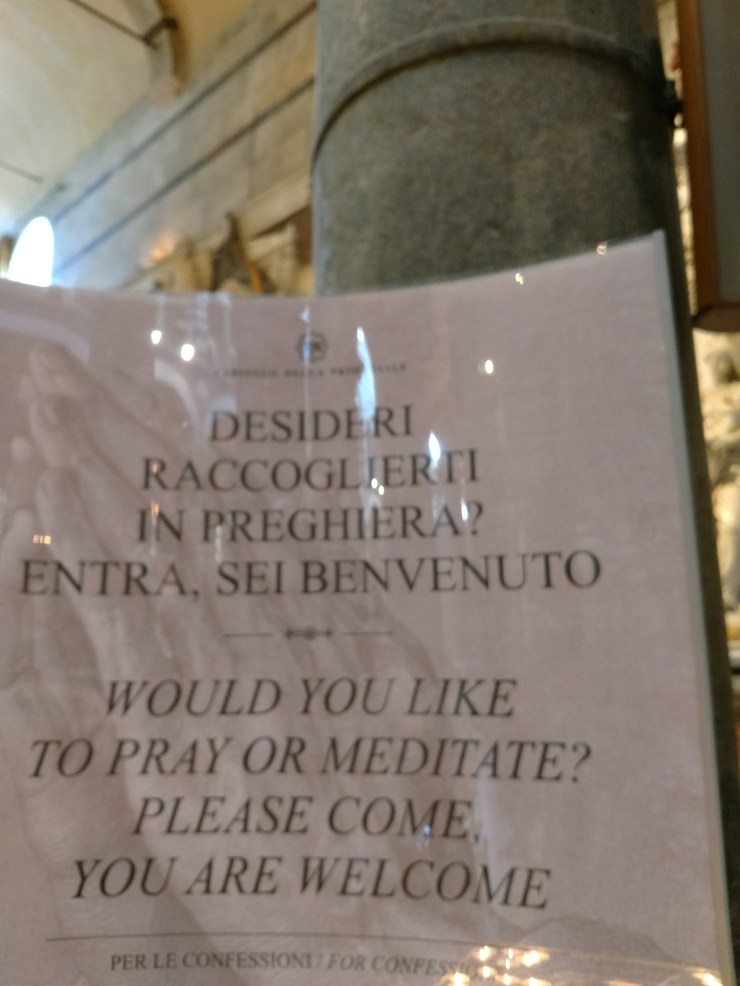 DESIDERI
RACCOGLIERTI
IN PREGHIERA?
ENTRA, SEI BENVENUTO
WOULD YOU LIKE
TO PRAY OR MEDITATE?
PLEASE COME,
YOU ARE WELCOME
PER LE CONFESSIONI / FOR